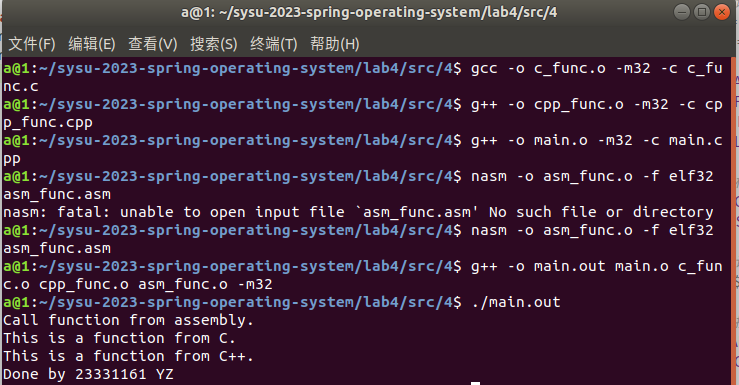 a@1: ~/sysu-2023-spring-operating-system/lab4/src/4
文件(F) 编辑(E) 查看(V) 搜索(S) 终端(T) 帮助(H)
a@1:~/sysu-2023-spring-operating-system/lab4/src/4$ gcc -o c_func.o -m32 -c c_fu
nc.c
a@1:~/sysu-2023-spring-operating-system/lab4/src/4$ g++ -o cpp_func.o -m32 -c cp
p_func.cpp
a@1:~/sysu-2023-spring-operating-system/lab4/src/4$ g++ -o main.o -m32 -c main.c
pp
a@1:~/sysu-2023-spring-operating-system/lab4/src/4$ nasm -o asm_func.o -f elf32
asm_func.asm
nasm: fatal: unable to open input file `asm_func.asm' No such file or directory
a@1:~/sysu-2023-spring-operating-system/lab4/src/4$ nasm -o asm_func.o -f elf32
asm_func.asm
a@1:~/sysu-2023-spring-operating-system/lab4/src/4$ g++ -o main.out main.o c_fun
c.o cpp_func.o asm_func.o -m32
a@1:~/sysu-2023-spring-operating-system/lab4/src/4$ ./main.out
Call function from assembly.
This is a function from C.
This is a function from C++.
Done by 23331161 YZ